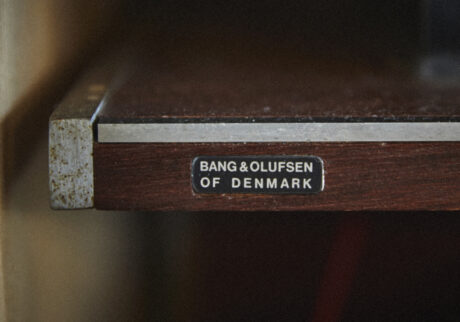 BANG & OLUFSEN
OF DENMARK